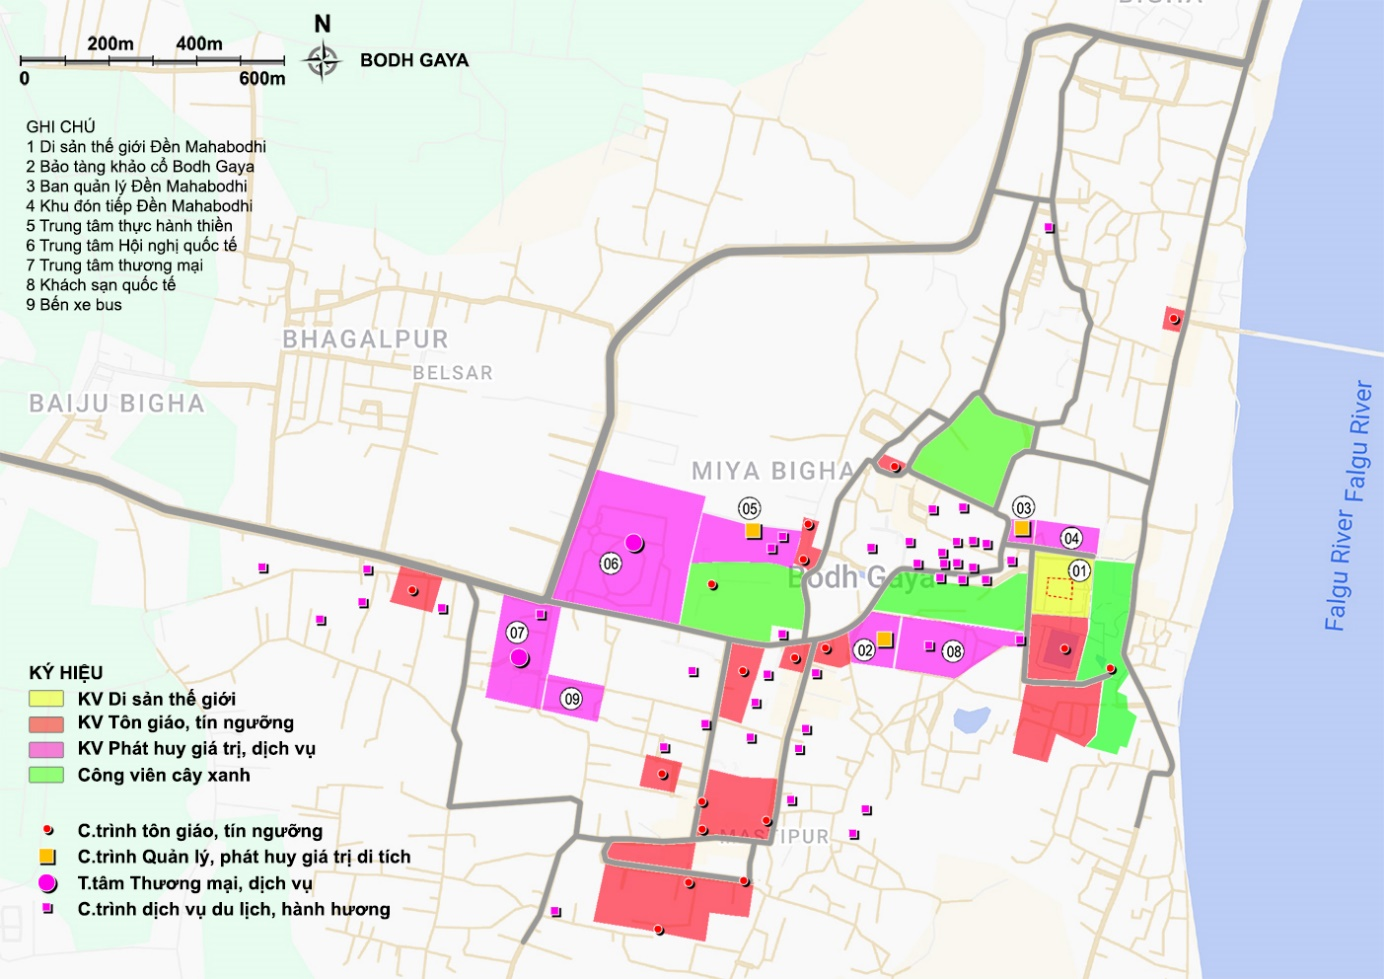 BIGHA
N
200m 400m
0 600m
BODH GAYA
GHI CHÚ
1 Di sản thế giới Đền Mahabodhi
2 Bảo tàng khảo cổ Bodh Gaya
3 Ban quản lý Đền Mahabodhi
4 Khu đón tiếp Đền Mahabodhi
5 Trung tâm thực hành thiền
6 Trung tâm Hội nghị quốc tế
7 Trung tâm thương mại
8 Khách sạn quốc tế
9 Bến xe bus
BHAGALPUR
BELSAR
BAIJU BIGHA
MIYA BIGHA
Falgu River
Falgu River
05
03
04
06
01
Bodh Gaya
07
02
08
09
MASTIPUR
KÝ HIỆU
KV Di sản thế giới
KV Tôn giáo, tín ngưỡng
KV Phát huy giá trị, dịch vụ
Công viên cây xanh
C.trình tôn giáo, tín ngưỡng
C.trình Quản lý, phát huy giá trị di tích
T.tâm Thương mại, dịch vụ
C.trình dịch vụ du lịch, hành hương